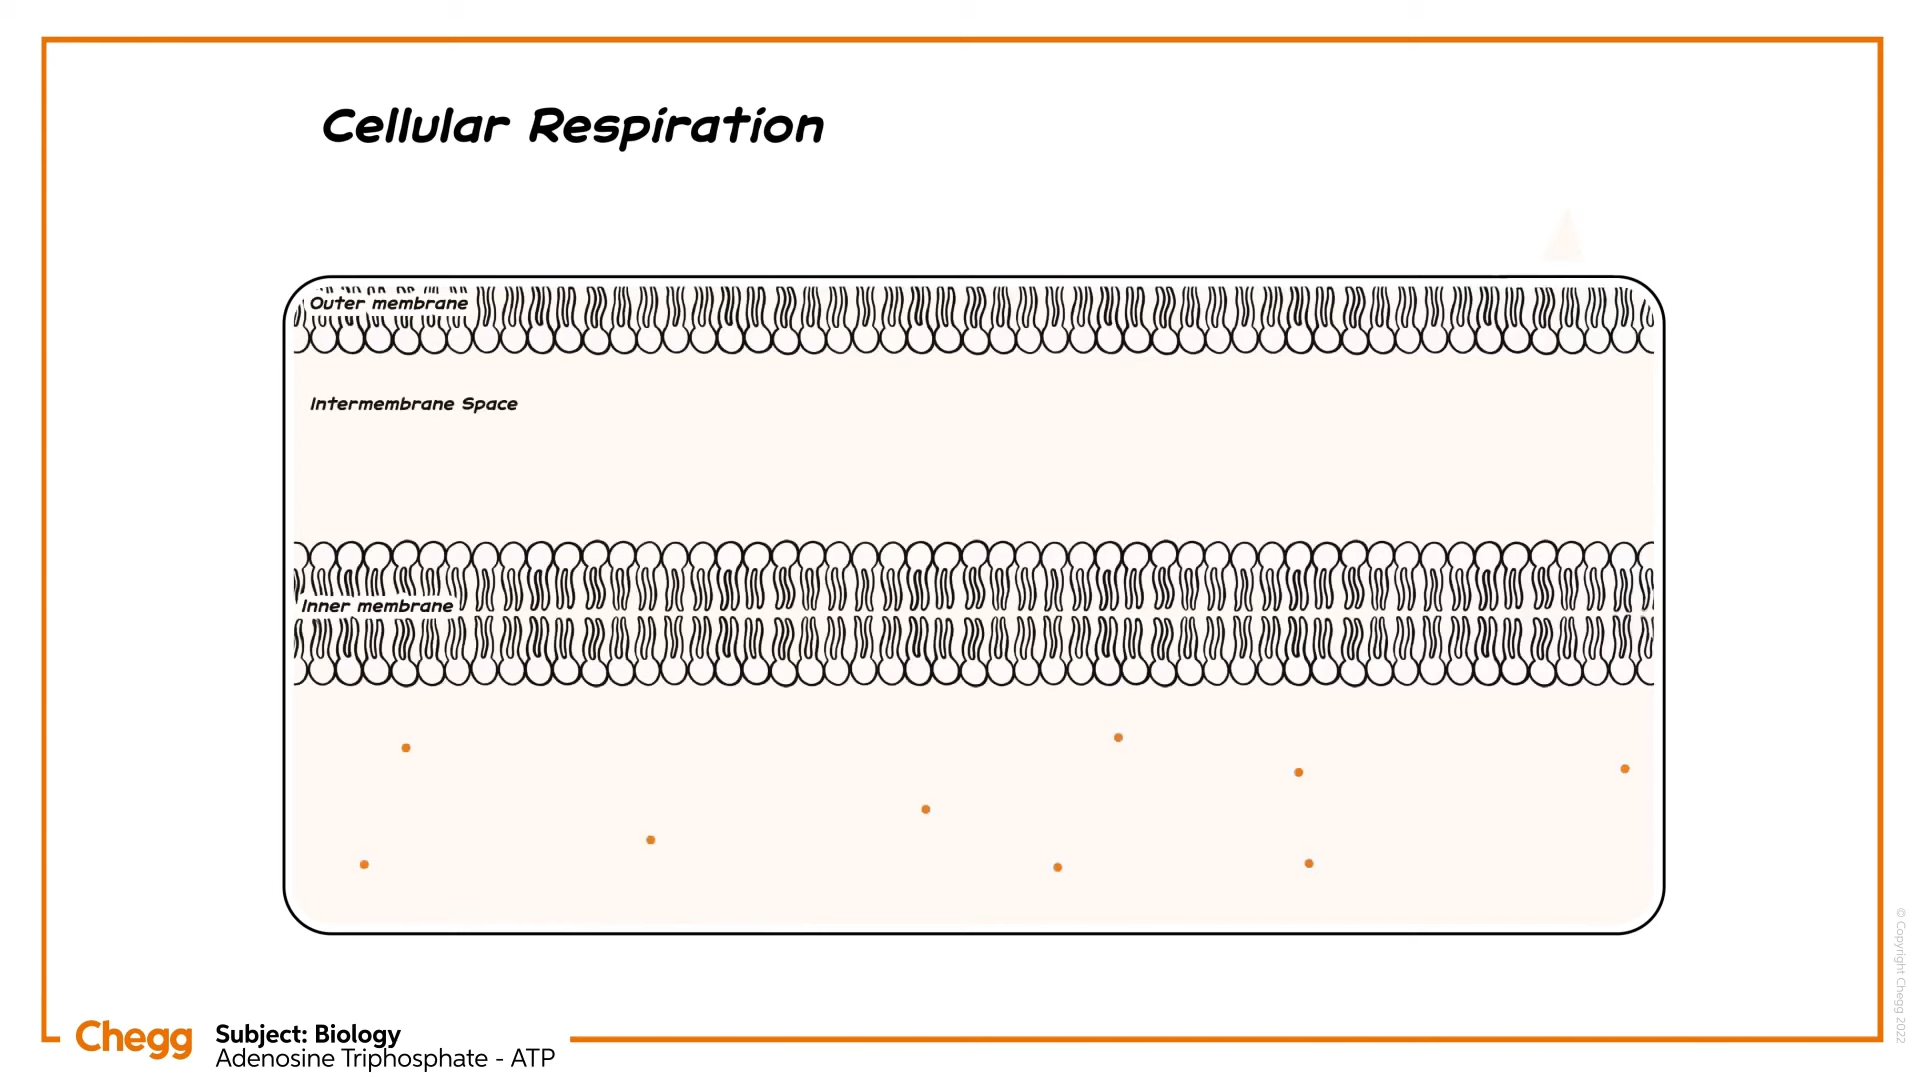 Cellular Respiration
Outer membrane
Intermembrane Space
Inner membrane
Chegg
Subject: Biology
Adenosine Triphosphate - ATP
© Copyright Chegg 2022